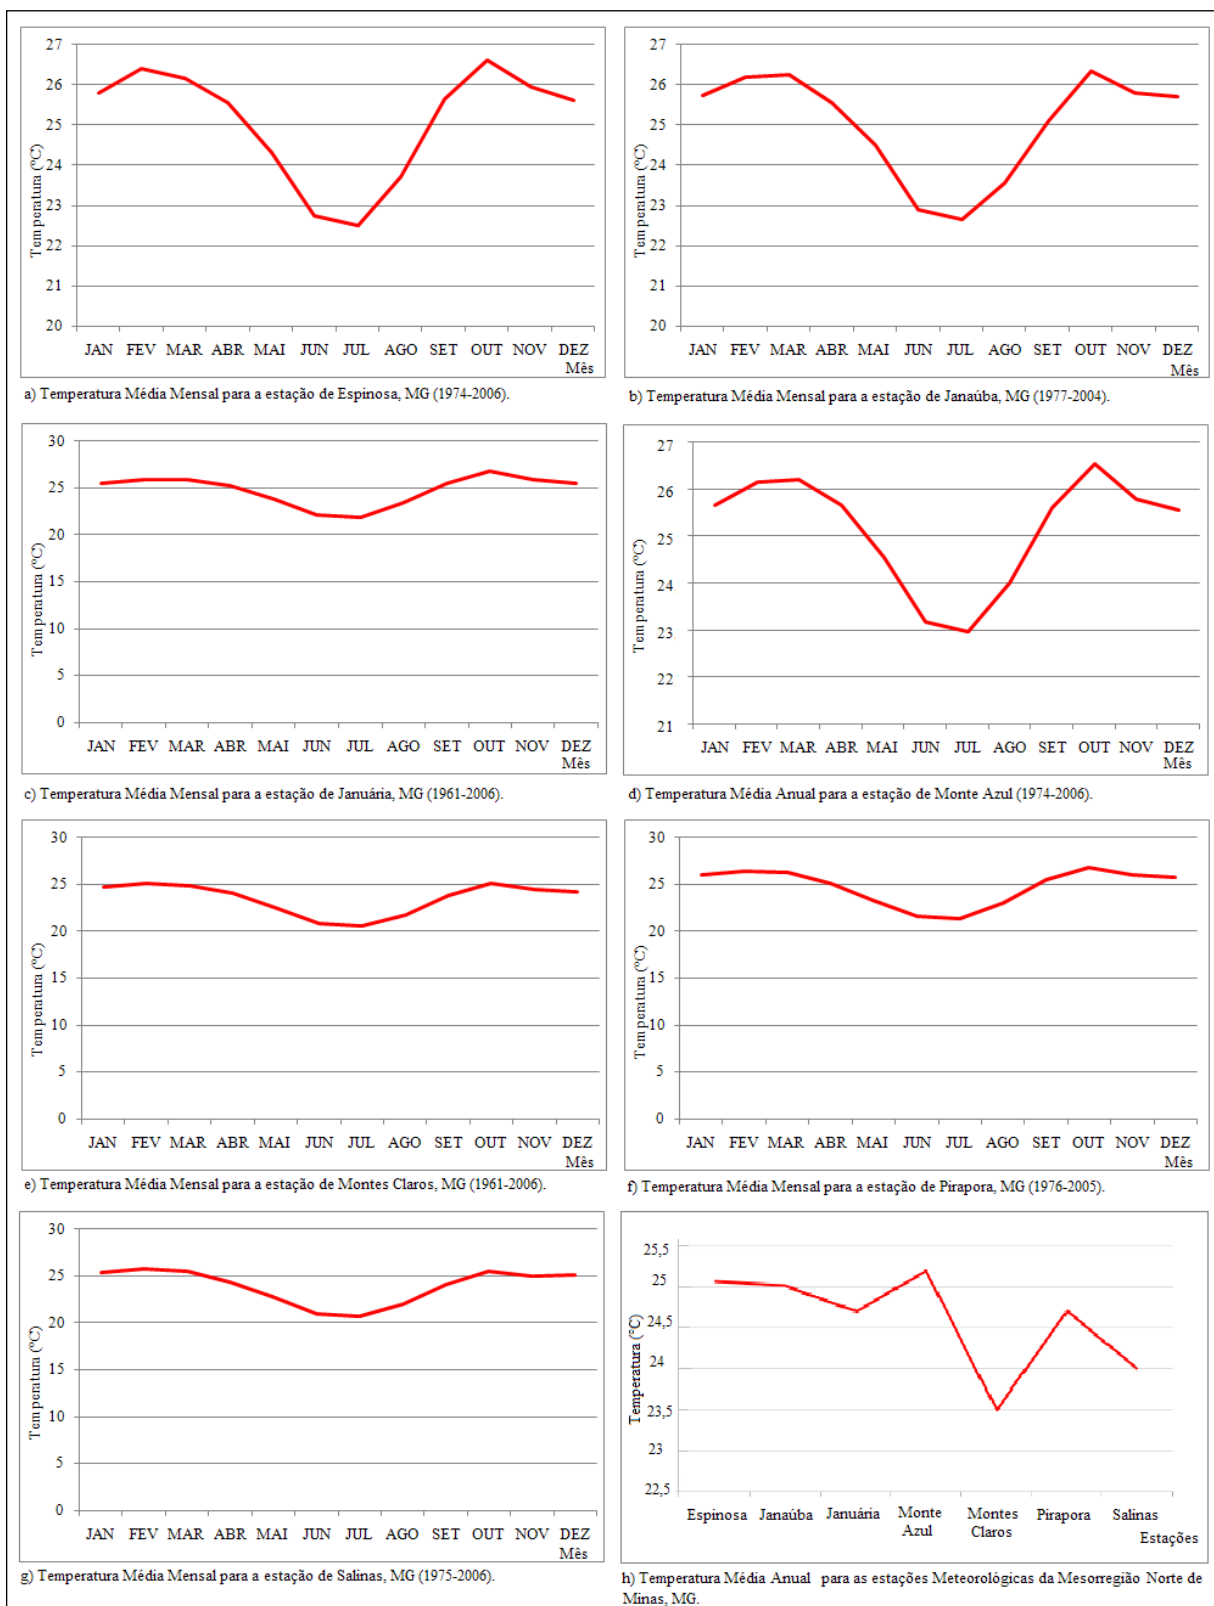 27
26
25
24
23
22
21
20
Temperatura (ºC)
JAN FEV MAR ABR MAI JUN JUL AGO SET OUT NOV DEZ
Mês
a) Temperatura Média Mensal para a estação de Espinosa, MG (1974-2006).
27
26
25
24
23
22
21
20
Temperatura (ºC)
JAN FEV MAR ABR MAI JUN JUL AGO SET OUT NOV DEZ
Mês
b) Temperatura Média Mensal para a estação de Janaúba, MG (1977-2004).
30
25
20
15
10
5
0
Temperatura (ºC)
JAN FEV MAR ABR MAI JUN JUL AGO SET OUT NOV DEZ
Mês
c) Temperatura Média Mensal para a estação de Januária, MG (1961-2006).
27
26
25
24
23
22
21
Temperatura (ºC)
JAN FEV MAR ABR MAI JUN JUL AGO SET OUT NOV DEZ
Mês
d) Temperatura Média Anual para a estação de Monte Azul (1974-2006).
30
25
20
15
10
5
0
Temperatura (ºC)
JAN FEV MAR ABR MAI JUN JUL AGO SET OUT NOV DEZ
Mês
e) Temperatura Média Mensal para a estação de Montes Claros, MG (1961-2006).
30
25
20
15
10
5
0
Temperatura (ºC)
JAN FEV MAR ABR MAI JUN JUL AGO SET OUT NOV DEZ
Mês
f) Temperatura Média Mensal para a estação de Pirapora, MG (1976-2005).
30
25
20
15
10
5
0
Temperatura (ºC)
JAN FEV MAR ABR MAI JUN JUL AGO SET OUT NOV DEZ
Mês
g) Temperatura Média Mensal para a estação de Salinas, MG (1975-2006).
25,5
25
24,5
24
23,5
23
22,5
Temperatura (°C)
Espinosa Janaúba Januária Monte Montes Pirapora Salinas
Azul Claros
Estações
h) Temperatura Média Anual para as estações Meteorológicas da Mesorregião Norte de
Minas, MG.